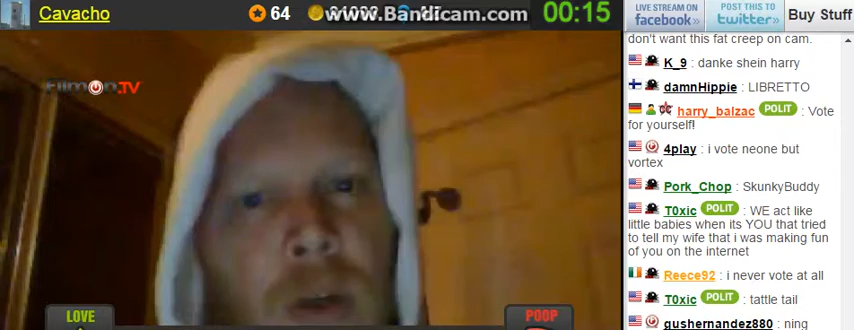 Cavacho
64
www.Bandicam.com
00:15
LIVE STREAM ON
facebook»
POST THIS TO
twitter»
Buy Stuff
FilmOn.TV
LOVE
POOP
don't want this fat creep on cam.
K_9 : danke shein harry
damnHippie : LIBRETTO
harry_balzac POLIT : Vote
for yourself!
4play : i vote neone but
vortex
Pork_Chop : SkunkyBuddy
T0xic POLIT : WE act like
little babies when its YOU that tried
to tell my wife that i was making fun
of you on the internet
Reece92 : i never vote at all
T0xic POLIT : tattle tail
gushernandez880 : ning